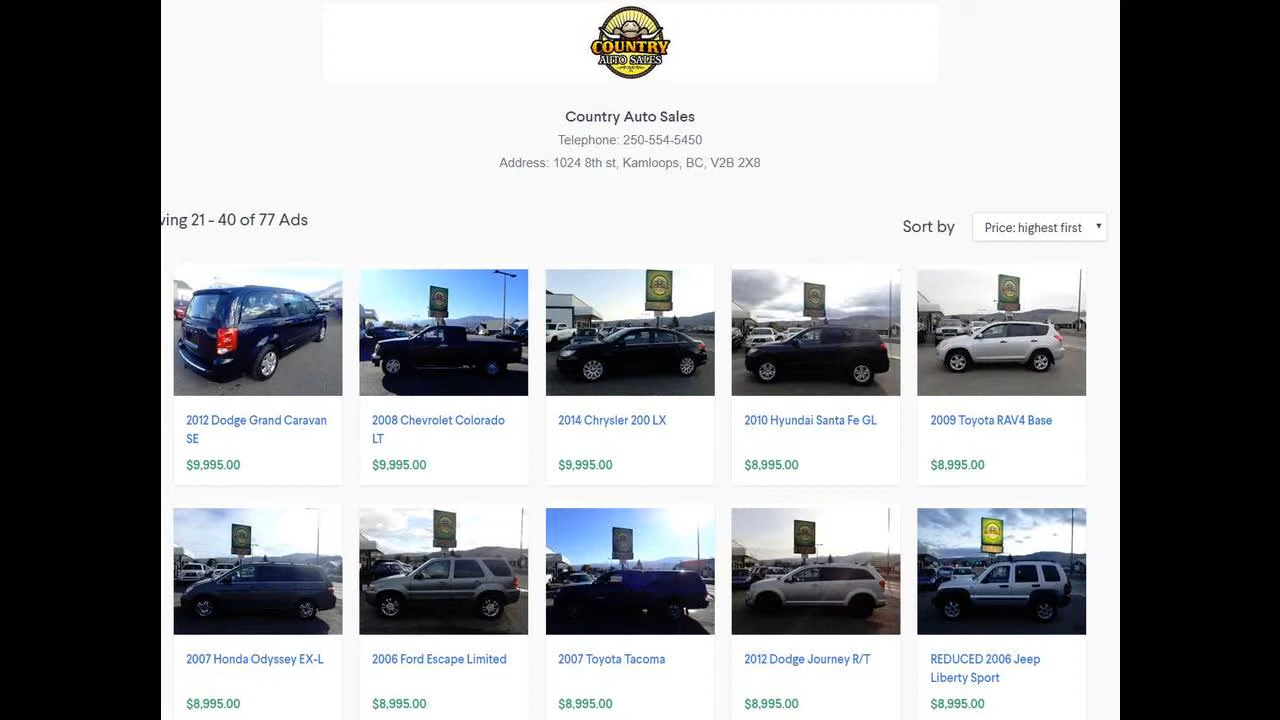 COUNTRY
AUTO SALES
Country Auto Sales
Telephone: 250-554-5450
Address: 1024 8th st, Kamloops, BC, V2B 2X8
21 - 40 of 77 Ads
Sort by
Price: highest first
2012 Dodge Grand Caravan
SE
$9,995.00
2008 Chevrolet Colorado
LT
$9,995.00
2014 Chrysler 200 LX
$9,995.00
2010 Hyundai Santa Fe GL
$8,995.00
2009 Toyota RAV4 Base
$8,995.00
2007 Honda Odyssey EX-L
$8,995.00
2006 Ford Escape Limited
$8,995.00
2007 Toyota Tacoma
$8,995.00
2012 Dodge Journey R/T
$8,995.00
REDUCED 2006 Jeep
Liberty Sport
$8,995.00